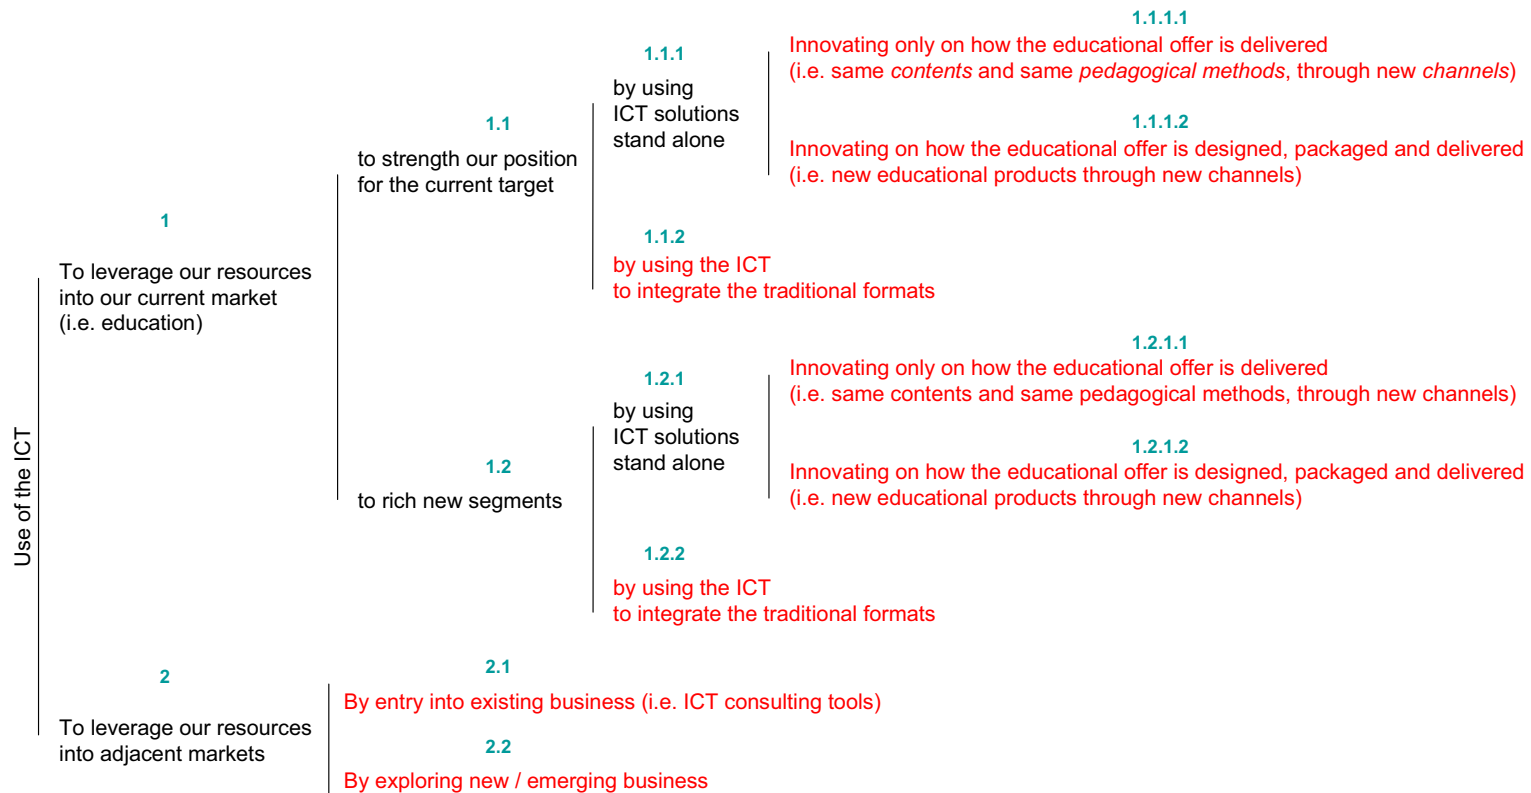 Use of the ICT
1
To leverage our resources
into our current market
(i.e. education)
1.1
to strength our position
for the current target
1.1.1
by using
ICT solutions
stand alone
1.1.1.1
Innovating only on how the educational offer is delivered
(i.e. same contents and same pedagogical methods, through new channels)
1.1.1.2
Innovating on how the educational offer is designed, packaged and delivered
(i.e. new educational products through new channels)
1.1.2
by using the ICT
to integrate the traditional formats
1.2
to rich new segments
1.2.1
by using
ICT solutions
stand alone
1.2.1.1
Innovating only on how the educational offer is delivered
(i.e. same contents and same pedagogical methods, through new channels)
1.2.1.2
Innovating on how the educational offer is designed, packaged and delivered
(i.e. new educational products through new channels)
1.2.2
by using the ICT
to integrate the traditional formats
2
To leverage our resources
into adjacent markets
2.1
By entry into existing business (i.e. ICT consulting tools)
2.2
By exploring new / emerging business